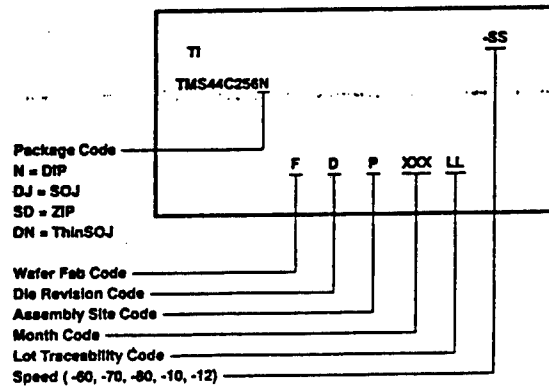 -SS
TI
TMS44C256N
Package Code
N = DIP
DJ = SOJ
SD = ZIP
DN = ThinSOJ
F D P XXX LL
Wafer Fab Code
Die Revision Code
Assembly Site Code
Month Code
Lot Traceability Code
Speed ( -60, -70, -80, -10, -12)